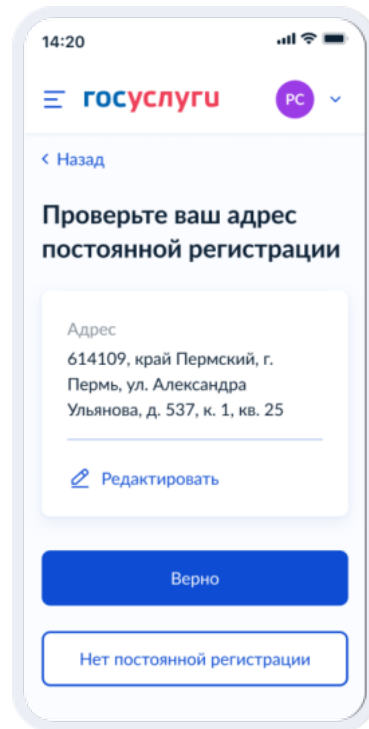 14:20
госуслуги
РС
Назад
Проверьте ваш адрес
постоянной регистрации
Адрес
614109, край Пермский, г.
Пермь, ул. Александра
Ульянова, д. 537, к. 1, кв. 25
Редактировать
Верно
Нет постоянной регистрации